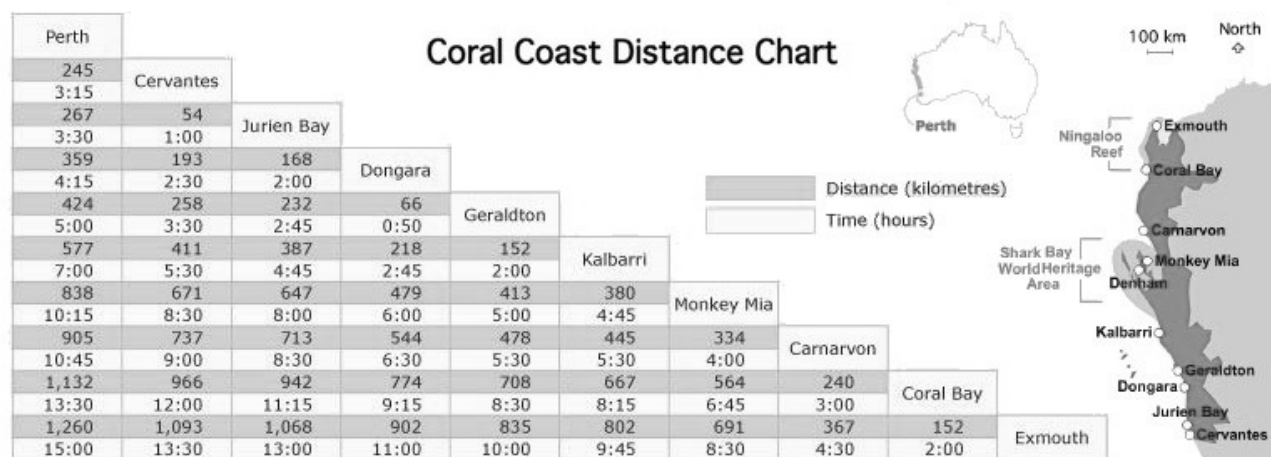 Coral Coast Distance Chart
Perth
245 Cervantes
3:15
267 54 Jurien Bay
3:30 1:00
359 193 168 Dongara
4:15 2:30 2:00
424 258 232 66 Geraldton
5:00 3:30 2:45 0:50
577 411 387 218 152 Kalbarri
7:00 5:30 4:45 2:45 2:00
838 671 647 479 413 380 Monkey Mia
10:15 8:30 8:00 6:00 5:00 4:45
905 737 713 544 478 445 334 Carnarvon
10:45 9:00 8:30 6:30 5:30 5:30 4:00
1,132 966 942 774 708 667 564 240 Coral Bay
13:30 12:00 11:15 9:15 8:30 8:15 6:45 3:00
1,260 1,093 1,068 902 835 802 691 367 152 Exmouth
15:00 13:30 13:00 11:00 10:00 9:45 8:30 4:30 2:00
Distance (kilometres)
Time (hours)
Perth
100 km
North
Exmouth
Ningaloo
Reef
Coral Bay
Carnarvon
Shark Bay
World Heritage
Area
Monkey Mia
Denham
Kalbarri
Geraldton
Dongara
Jurien Bay
Cervantes